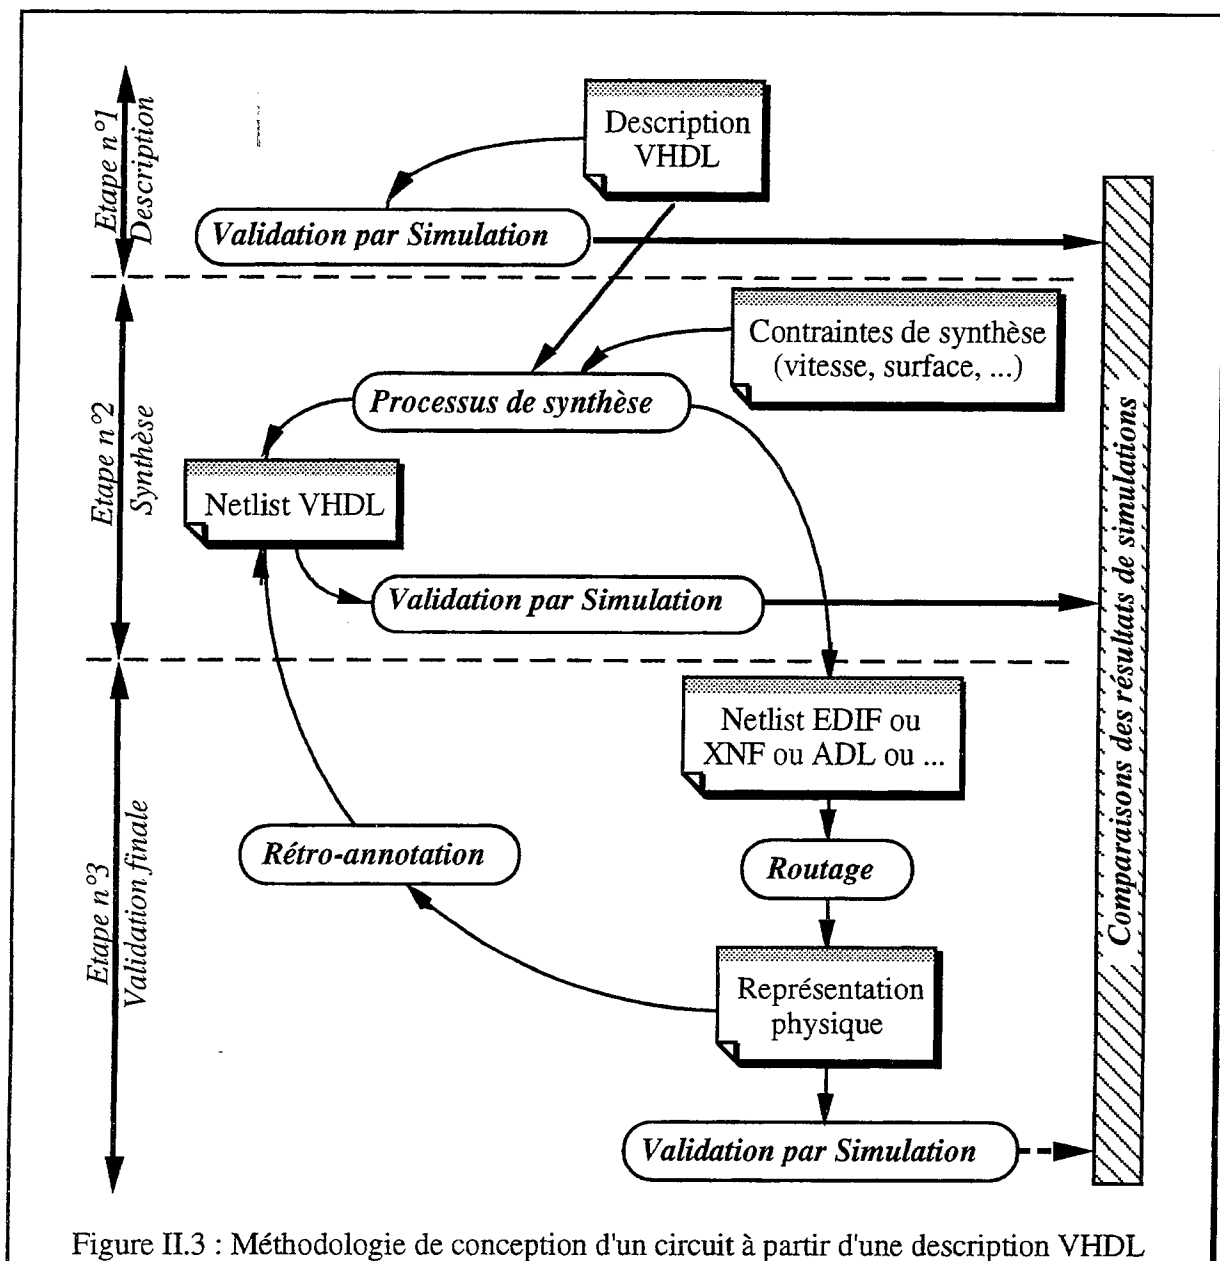 Etape n°1
Description
Description
VHDL
Validation par Simulation
Etape n°2
Synthèse
Contraintes de synthèse
(vitesse, surface, ...)
Processus de synthèse
Netlist VHDL
Validation par Simulation
Etape n°3
Validation finale
Netlist EDIF ou
XNF ou ADL ou ...
Rétro-annotation
Routage
Représentation
physique
Validation par Simulation
Comparaisons des résultats de simulations
Figure II.3 : Méthodologie de conception d'un circuit à partir d'une description VHDL